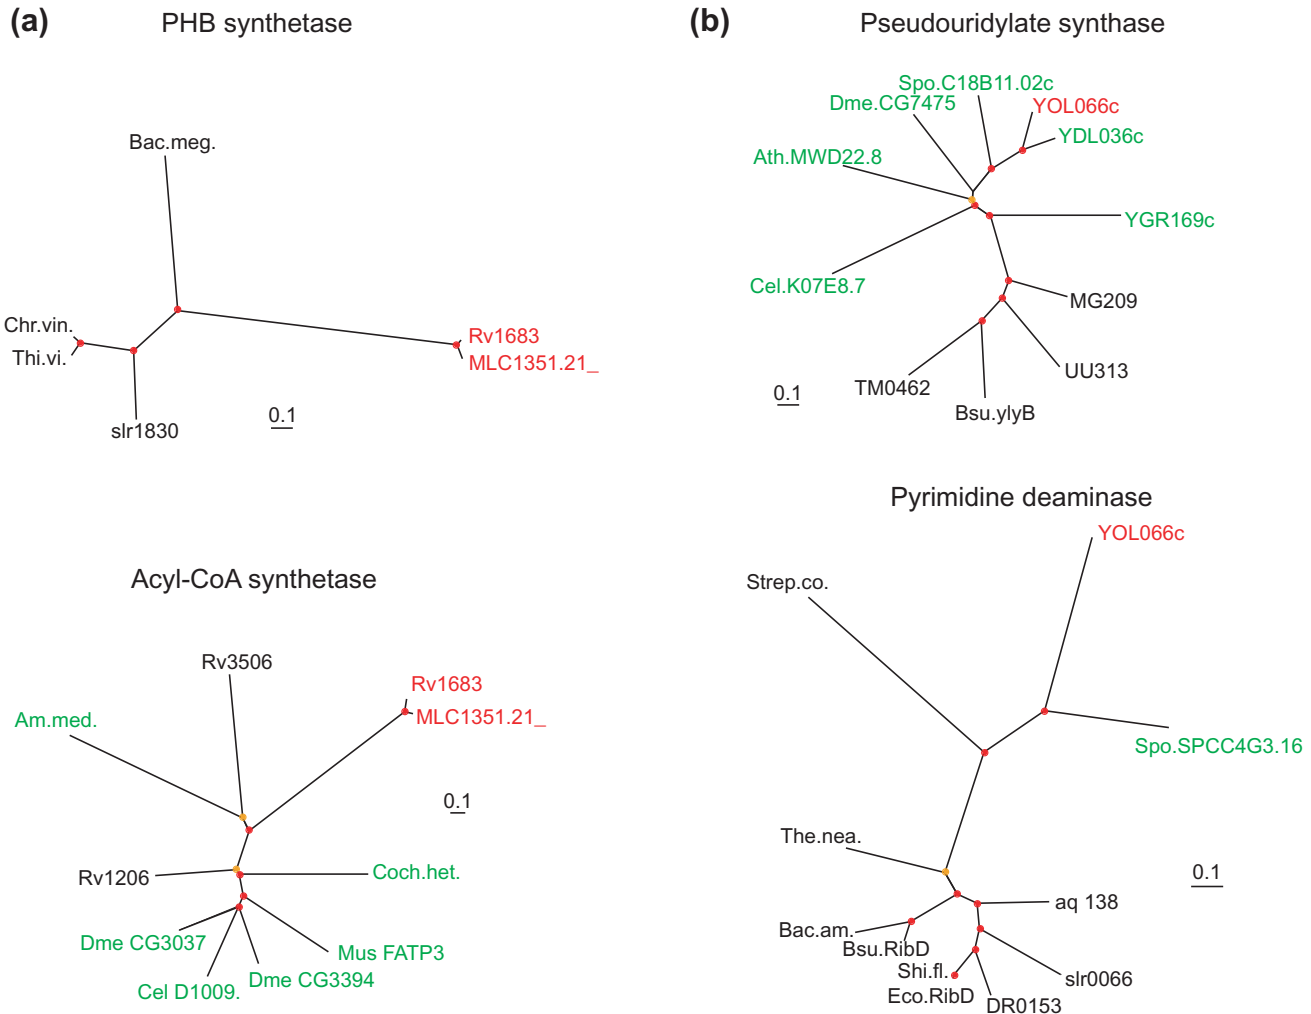 (a)
PHB synthetase
Bac.meg.
Chr.vin.
Thi.vi.
Rv1683
MLC1351.21_
slr1830
0.1
Acyl-CoA synthetase
Rv3506
Rv1683
MLC1351.21_
Am.med.
0.1
Rv1206
Coch.het.
Dme CG3037
Mus FATP3
Dme CG3394
Cel D1009.
(b)
Pseudouridylate synthase
Spo.C18B11.02c
Dme.CG7475
YOL066c
YDL036c
Ath.MWD22.8
YGR169c
Cel.K07E8.7
MG209
UU313
TM0462
Bsu.ylyB
0.1
Pyrimidine deaminase
YOL066c
Strep.co.
Spo.SPCC4G3.16
The.nea.
0.1
aq 138
Bac.am.
Bsu.RibD
Shi.fl.
slr0066
Eco.RibD
DR0153